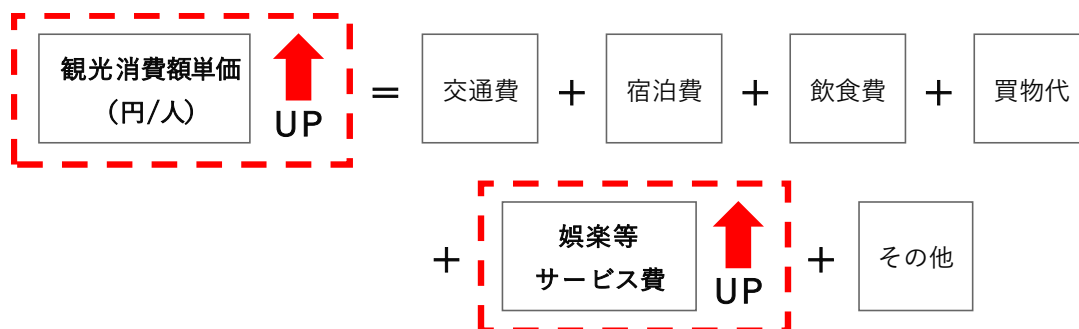 観光消費額単価
(円/人)
UP
=
交通費
+
宿泊費
+
飲食費
+
買物代
+
娯楽等
サービス費
UP
+
その他